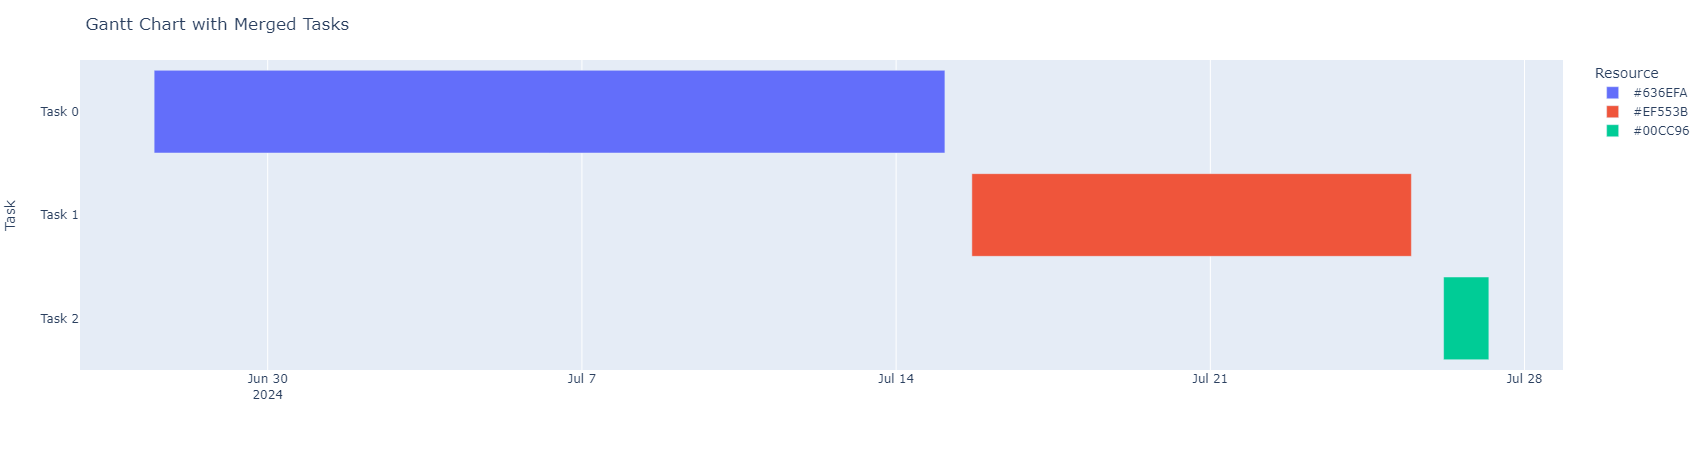 Gantt Chart with Merged Tasks
Resource
#636EFA
#EF553B
#00CC96
Task
Task 0
Task 1
Task 2
Jun 30
2024
Jul 7
Jul 14
Jul 21
Jul 28